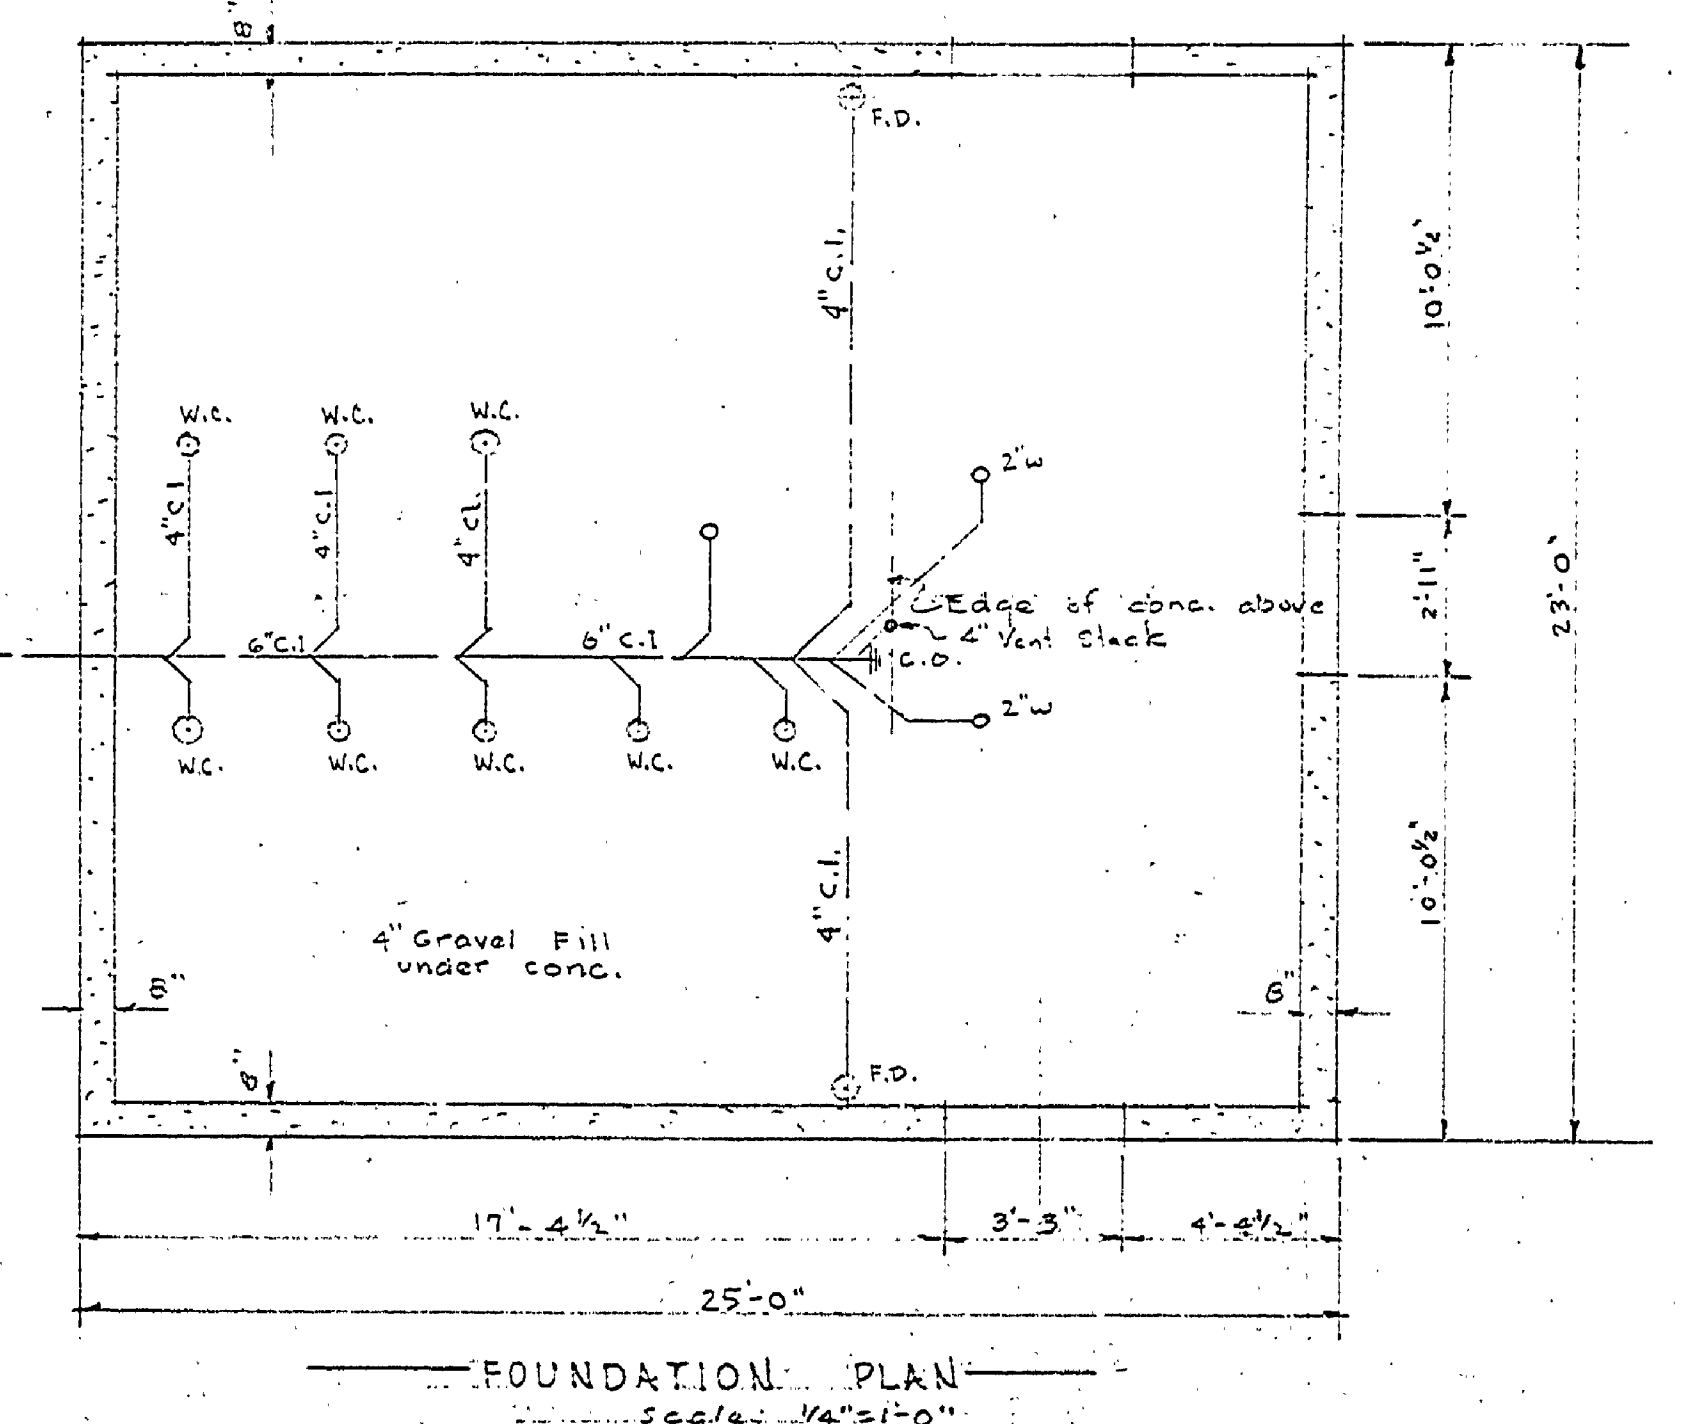 8"
F.D.
4" C.I.
10'-0½"
W.C.
W.C.
W.C.
4" C.I
4" C.I
4" C.I.
2"W
2'-11"
23'-0"
Edge of conc. above
4" Vent Stack
6" C.I
6" C.I
C.O.
2"W
W.C.
W.C.
W.C.
W.C.
W.C.
4" C.I.
10'-0½"
4" Gravel Fill
under conc.
8"
8"
8"
F.D.
17'-4½"
3'-3"
4'-4½"
25'-0"
FOUNDATION PLAN
Scale: ¼"=1'-0"